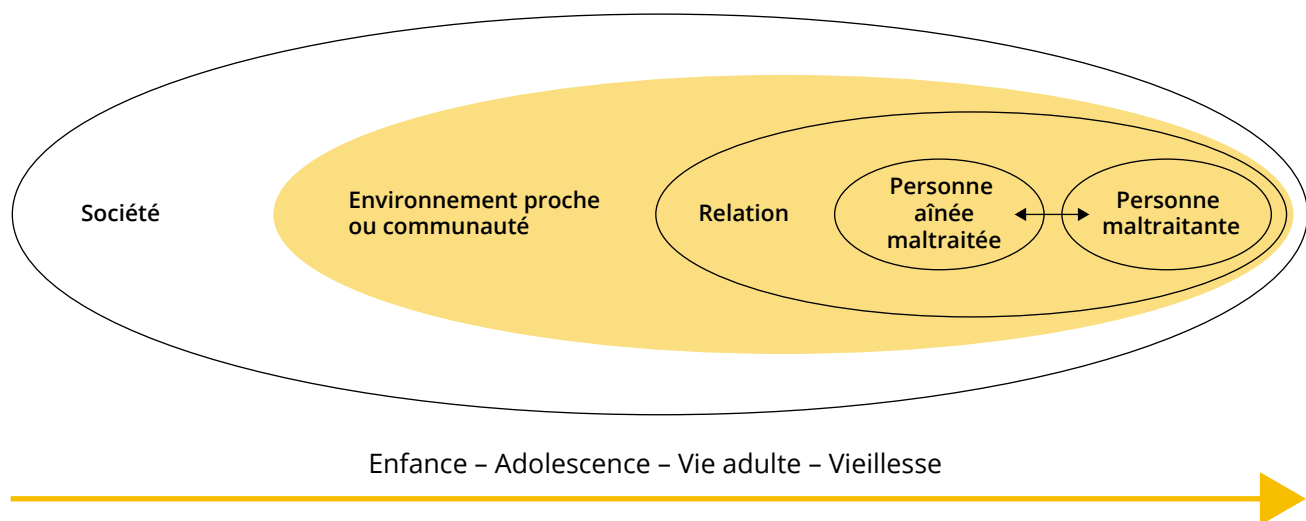 Société
Environnement proche
ou communauté
Relation
Personne
aînée
maltraitée
Personne
maltraitante
Enfance – Adolescence – Vie adulte – Vieillesse